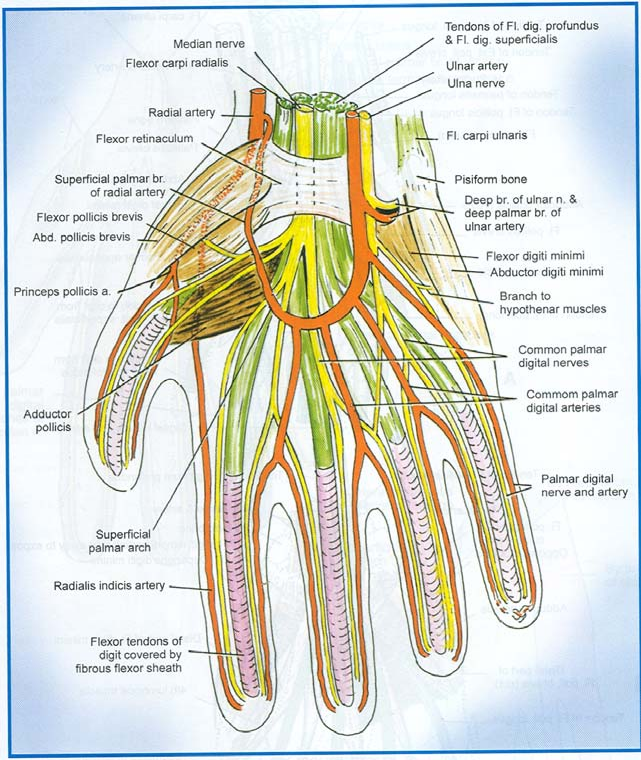 Tendons of Fl. dig. profundus
& Fl. dig. superficialis
Median nerve
Flexor carpi radialis
Ulnar artery
Ulna nerve
Radial artery
Flexor retinaculum
Fl. carpi ulnaris
Superficial palmar br.
of radial artery
Pisiform bone
Deep br. of ulnar n. &
deep palmar br. of
ulnar artery
Flexor pollicis brevis
Abd. pollicis brevis
Flexor digiti minimi
Abductor digiti minimi
Princeps pollicis a.
Branch to
hypothenar muscles
Common palmar
digital nerves
Commom palmar
digital arteries
Adductor
pollicis
Palmar digital
nerve and artery
Superficial
palmar arch
Radialis indicis artery
Flexor tendons of
digit covered by
fibrous flexor sheath